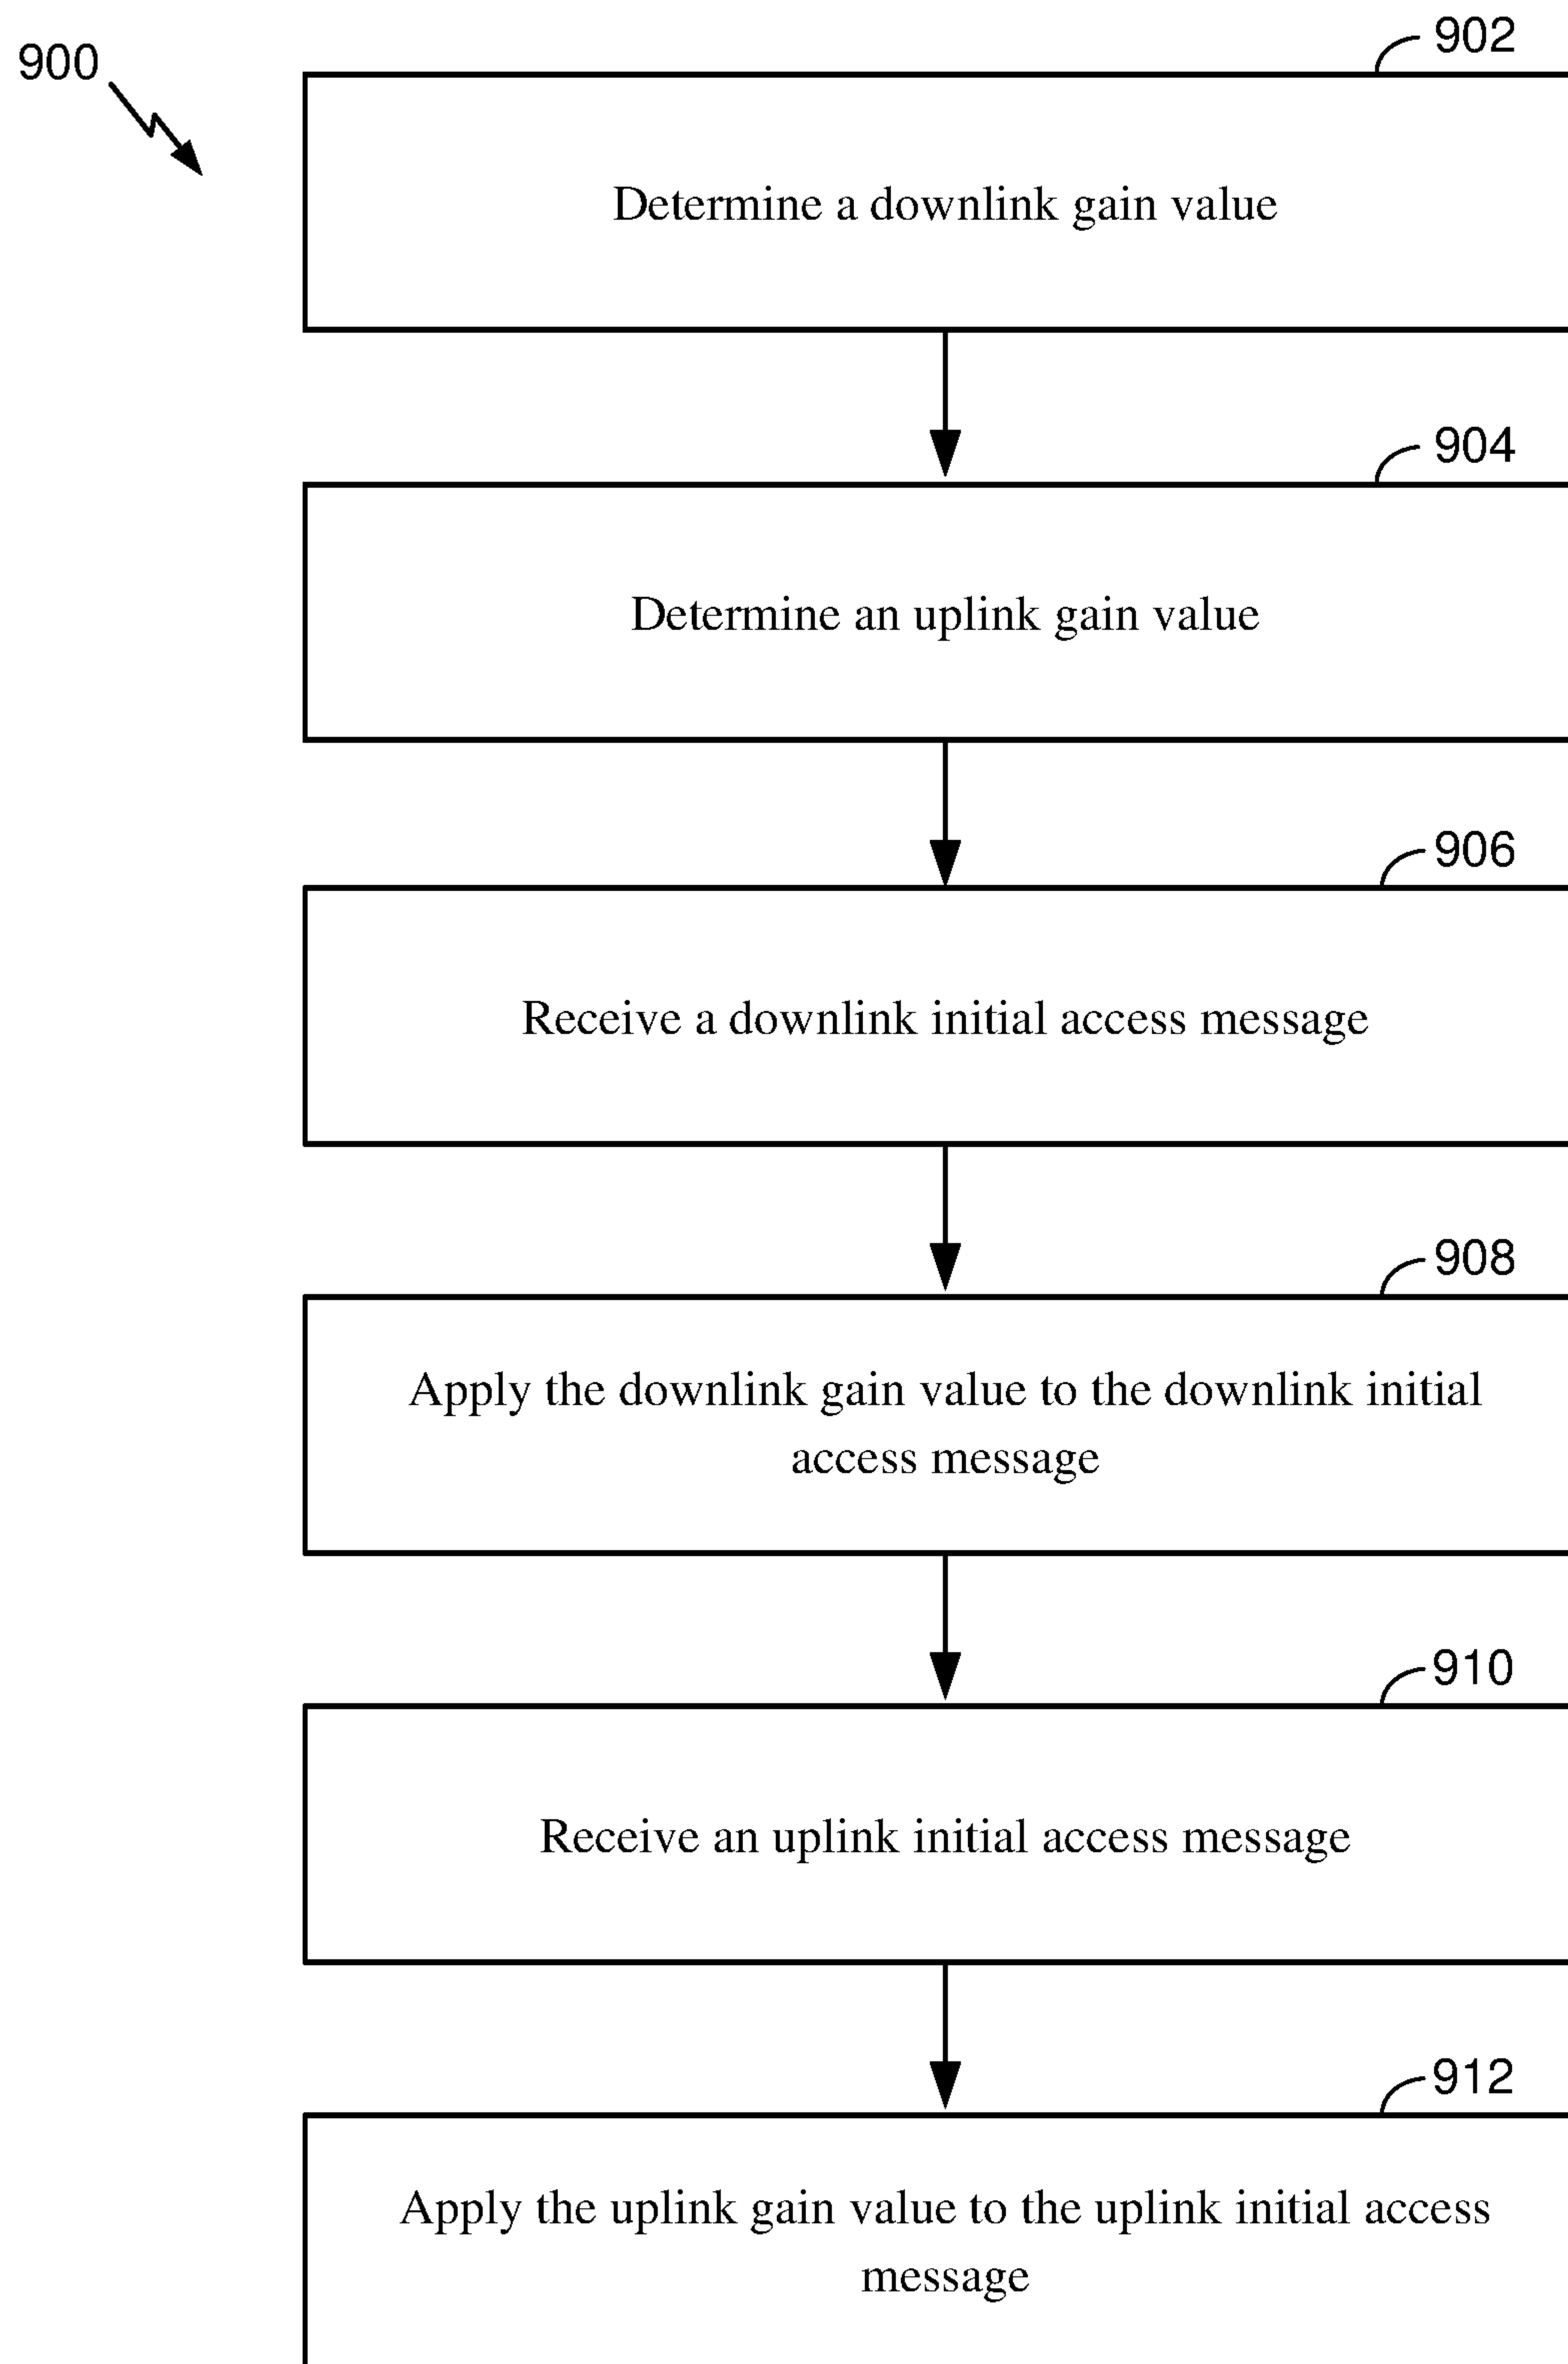 900
902
Determine a downlink gain value
904
Determine an uplink gain value
906
Receive a downlink initial access message
908
Apply the downlink gain value to the downlink initial
access message
910
Receive an uplink initial access message
912
Apply the uplink gain value to the uplink initial access
message